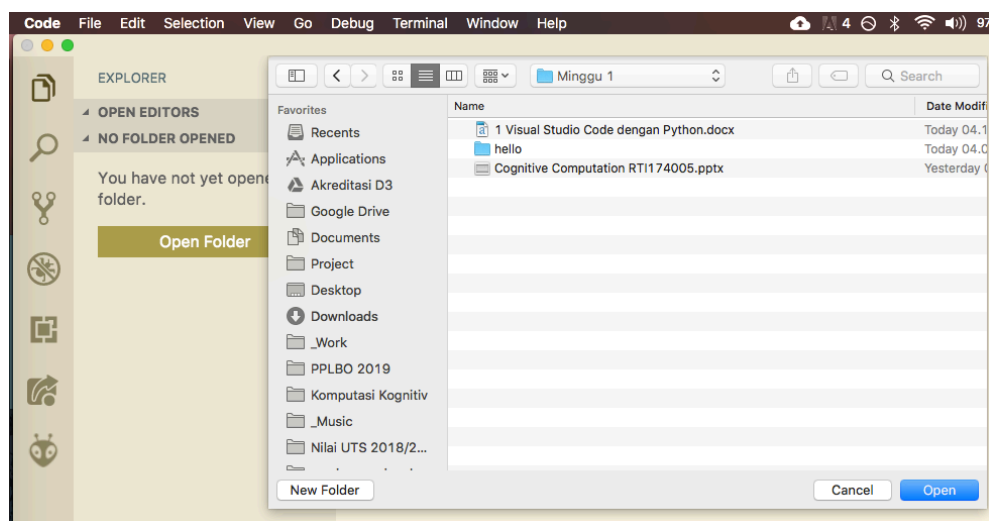 Code File Edit Selection View Go Debug Terminal Window Help 4 97
EXPLORER
OPEN EDITORS
NO FOLDER OPENED
You have not yet opene
folder.
Open Folder
Minggu 1
Search
Favorites
Recents
Applications
Akreditasi D3
Google Drive
Documents
Project
Desktop
Downloads
_Work
PPLBO 2019
Komputasi Kognitiv
_Music
Nilai UTS 2018/2...
Name Date Modifi
1 Visual Studio Code dengan Python.docx Today 04.1
hello Today 04.0
Cognitive Computation RTI174005.pptx Yesterday
New Folder Cancel Open